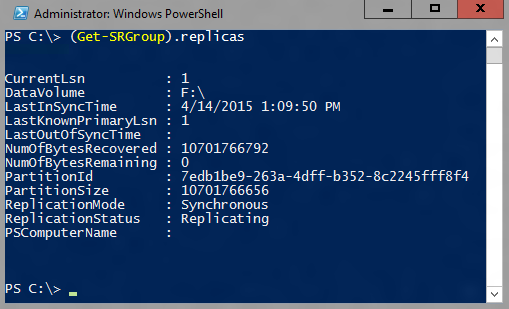 Administrator: Windows PowerShell
PS C:\> (Get-SRGroup).replicas
CurrentLsn : 1
DataVolume : F:\
LastInSyncTime : 4/14/2015 1:09:50 PM
LastKnownPrimaryLsn : 1
LastOutOfSyncTime :
NumOfBytesRecovered : 10701766792
NumOfBytesRemaining : 0
PartitionId : 7edb1be9-263a-4dff-b352-8c2245fff8f4
PartitionSize : 10701766656
ReplicationMode : Synchronous
ReplicationStatus : Replicating
PSComputerName :
PS C:\>